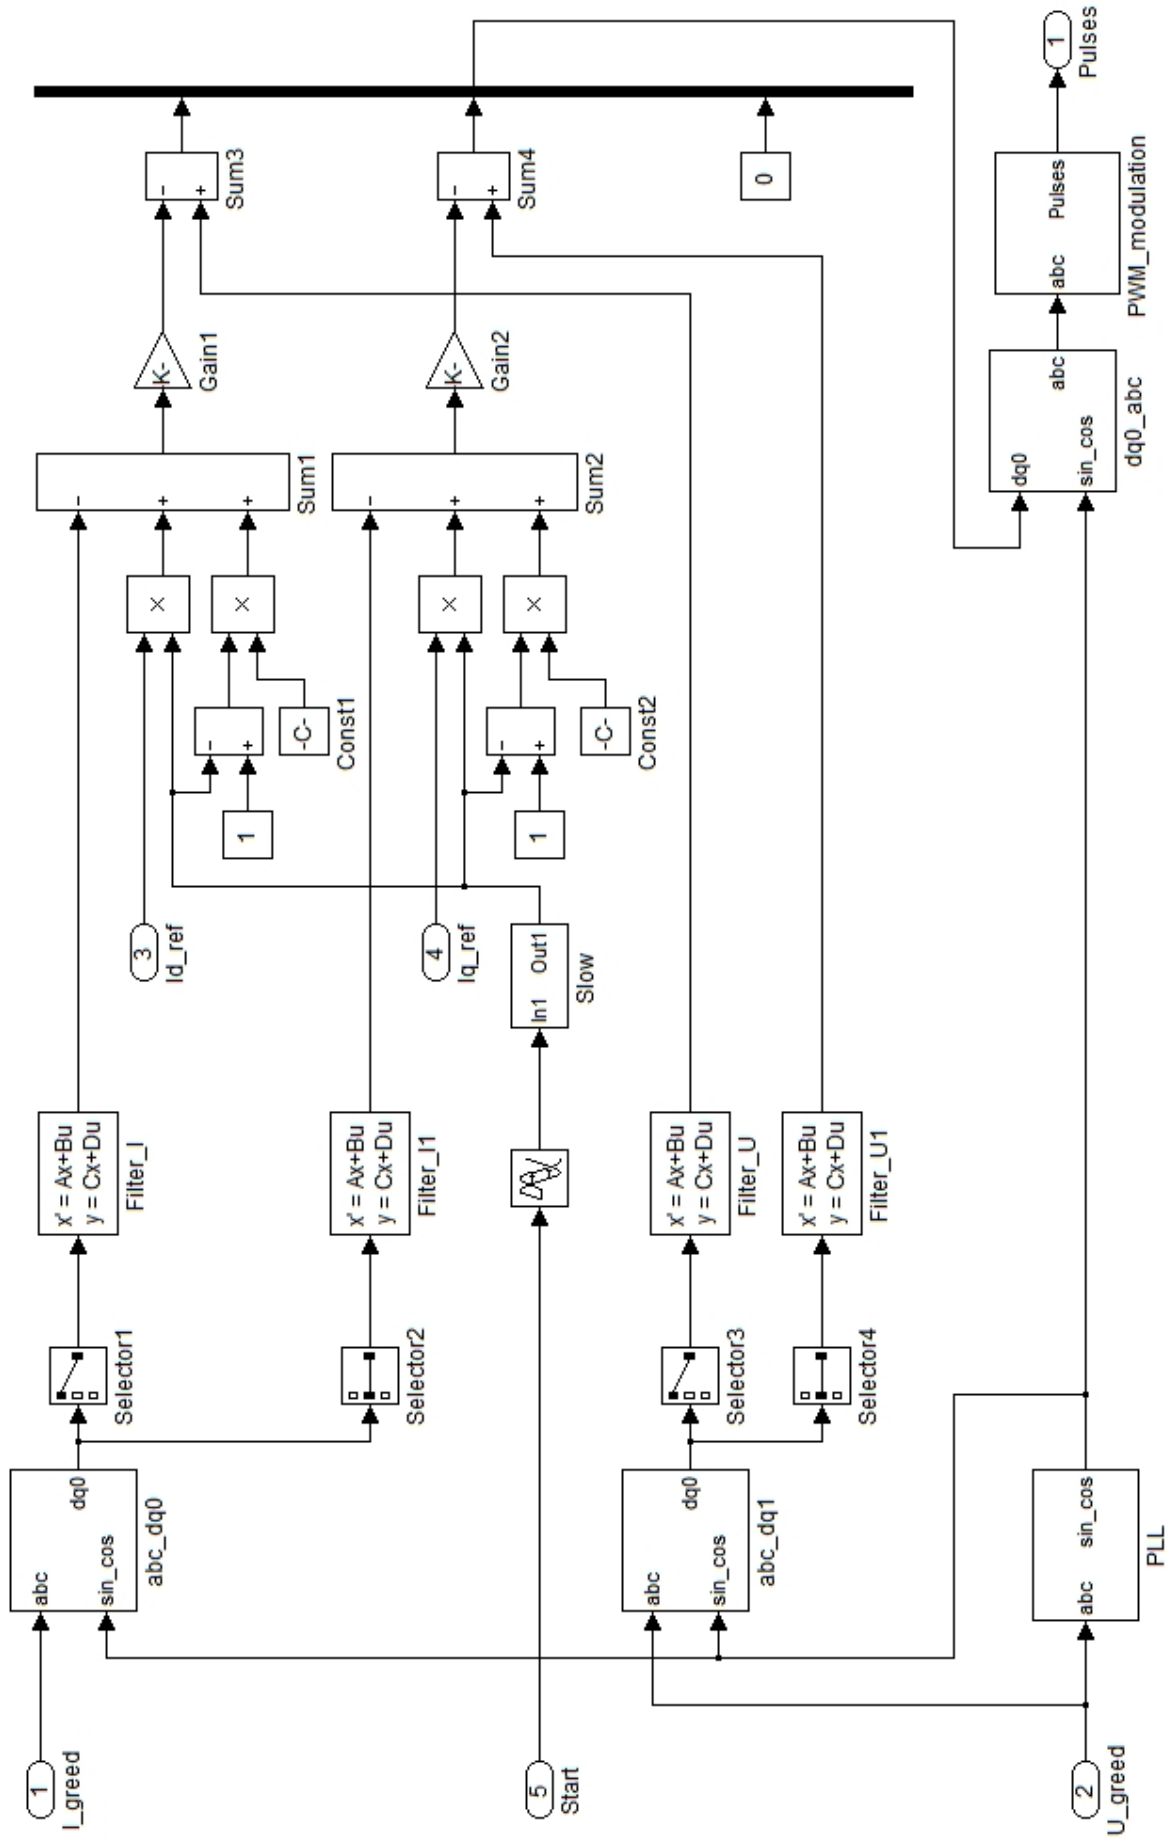 1
I_greed
abc
sin_cos
dq0
abc_dq0
Selector1
x' = Ax+Bu
y = Cx+Du
Filter_I
Selector2
x' = Ax+Bu
y = Cx+Du
Filter_I1
3
Id_ref
4
Iq_ref
1
-
+
-C-
Const1
×
×
-
+
+
Sum1
K-
Gain1
-
+
Sum3
1
-
+
-C-
Const2
×
×
-
+
+
Sum2
K-
Gain2
-
+
Sum4
0
5
Start
In1
Out1
Slow
abc
sin_cos
dq0
abc_dq1
Selector3
x' = Ax+Bu
y = Cx+Du
Filter_U
Selector4
x' = Ax+Bu
y = Cx+Du
Filter_U1
2
U_greed
abc
sin_cos
PLL
dq0
sin_cos
abc
dq0_abc
abc
Pulses
PWM_modulation
1
Pulses